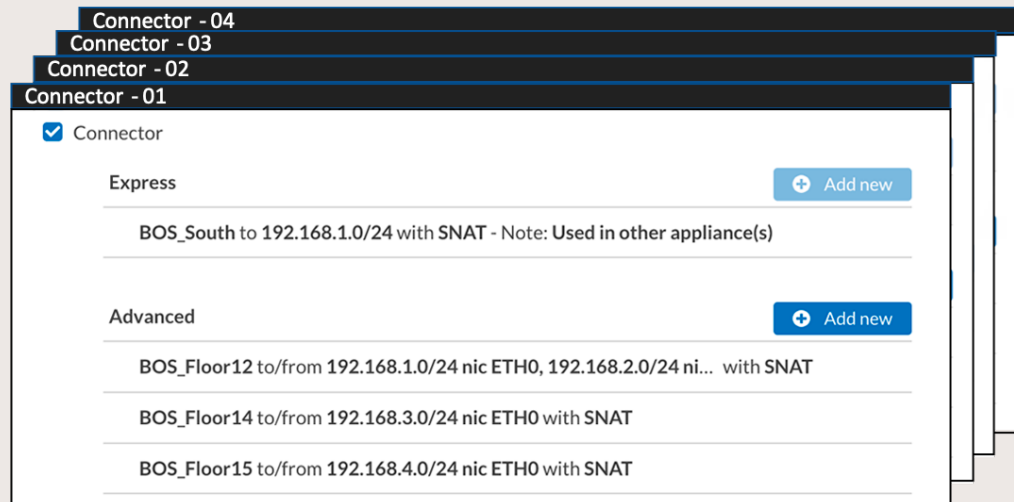 Connector - 04
Connector - 03
Connector - 02
Connector - 01
Connector
Express
Add new
BOS_South to 192.168.1.0/24 with SNAT - Note: Used in other appliance(s)
Advanced
Add new
BOS_Floor12 to/from 192.168.1.0/24 nic ETH0, 192.168.2.0/24 ni... with SNAT
BOS_Floor14 to/from 192.168.3.0/24 nic ETH0 with SNAT
BOS_Floor15 to/from 192.168.4.0/24 nic ETH0 with SNAT